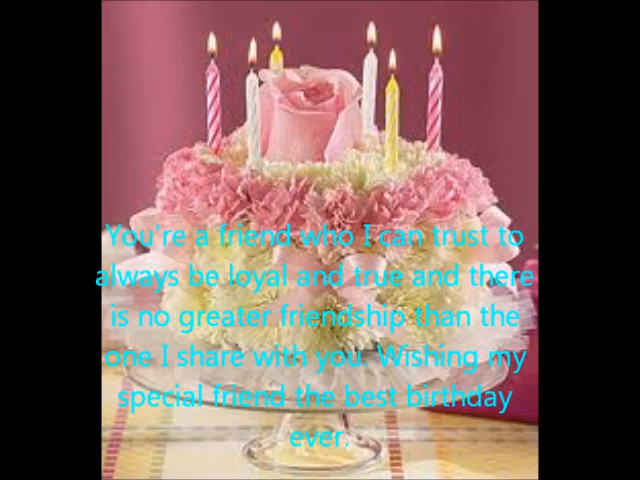 You're a friend who I can trust to
always be loyal and true and there
is no greater friendship than the
one I share with you. Wishing my
special friend the best birthday
ever.